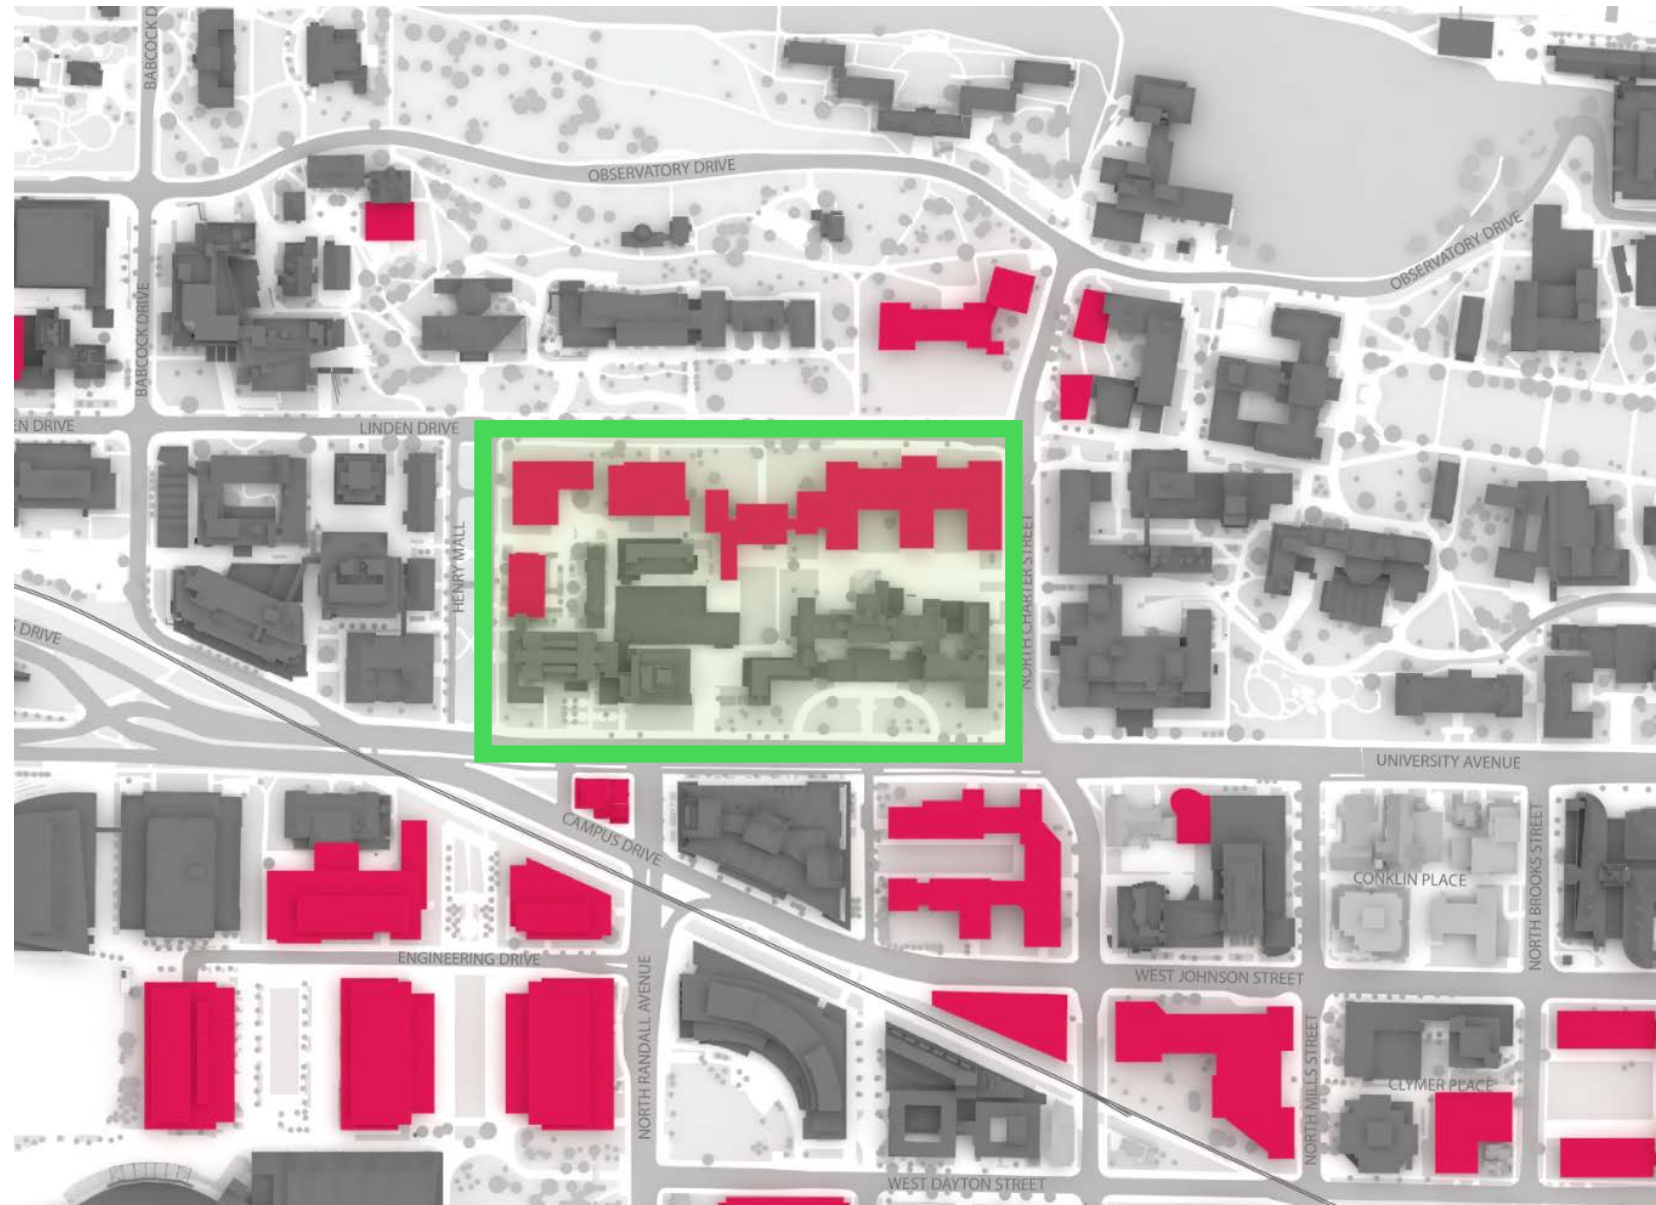 BABCOCK D
OBSERVATORY DRIVE
OBSERVATORY DRIVE
BABCOCK DRIVE
EN DRIVE
LINDEN DRIVE
HENRY MALL
NORTH CHARTER STREET
DRIVE
UNIVERSITY AVENUE
CAMPUS DRIVE
CONKLIN PLACE
NORTH BROOKS STREET
ENGINEERING DRIVE
WEST JOHNSON STREET
NORTH RANDALL AVENUE
NORTH MILLS STREET
CLYMER PLACE
WEST DAYTON STREET